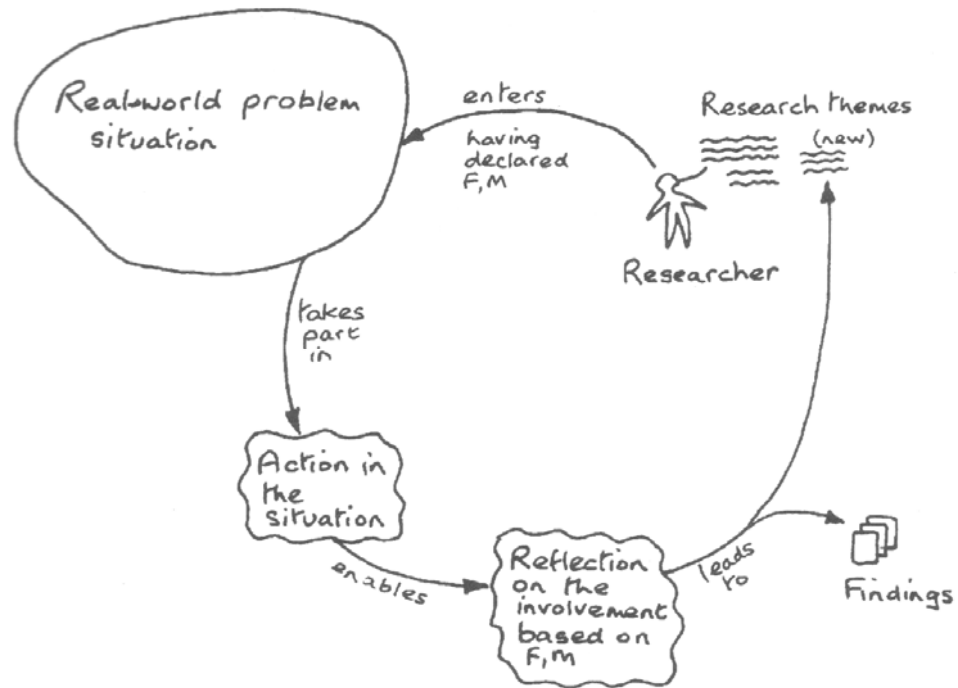 Real-world problem
situation
enters
having
declared
F,M
Research themes
(new)
Researcher
takes
part
in
Action in
the
situation
enables
Reflection
on the
involvement
based on
F,M
leads
to
Findings